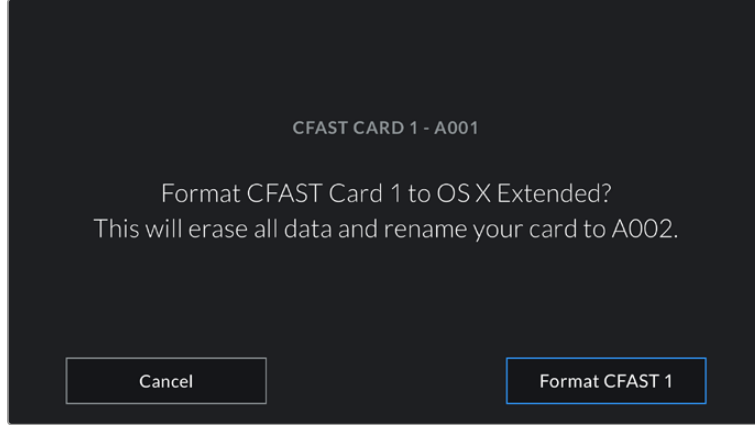 CFAST CARD 1 - A001
Format CFAST Card 1 to OS X Extended?
This will erase all data and rename your card to A002.
Cancel
Format CFAST 1